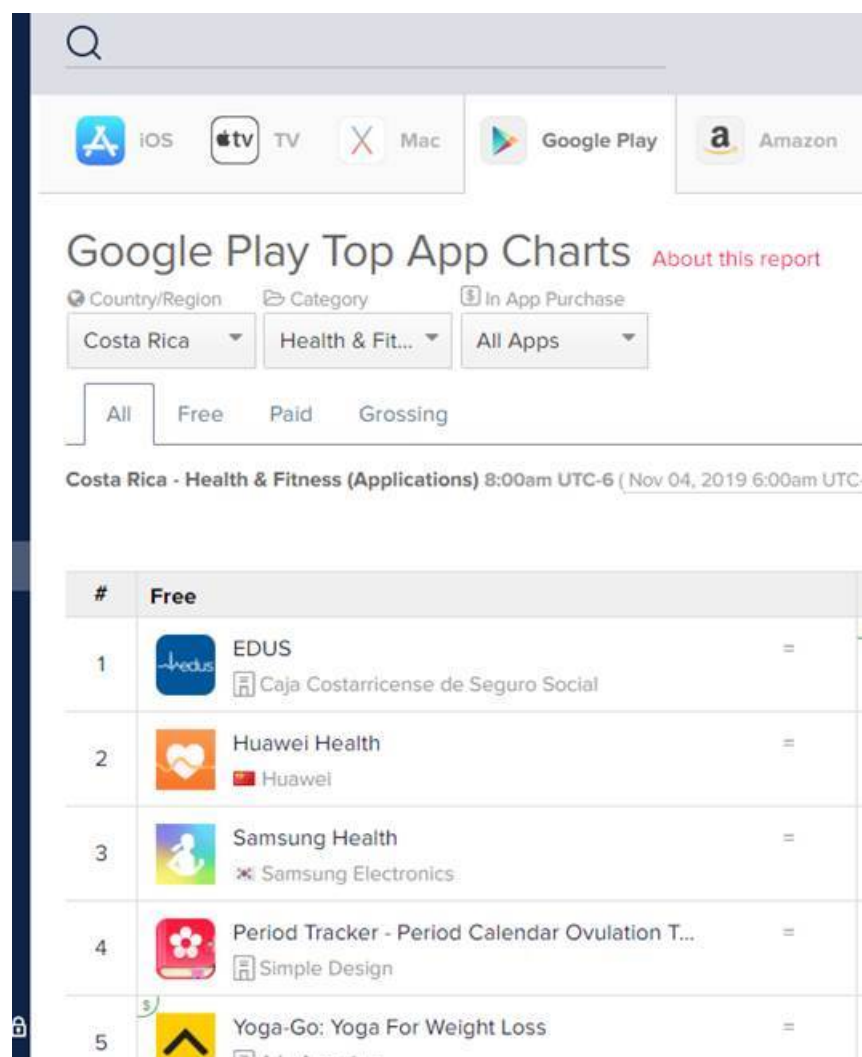 iOS tv TV Mac Google Play a Amazon
Google Play Top App Charts About this report
Country/Region Category $ In App Purchase
Costa Rica Health & Fit... All Apps
All Free Paid Grossing
Costa Rica - Health & Fitness (Applications) 8:00am UTC-6 ( Nov 04, 2019 6:00am UTC-
# Free
1 edus EDUS =
Caja Costarricense de Seguro Social
2 Huawei Health =
Huawei
3 Samsung Health =
Samsung Electronics
4 Period Tracker - Period Calendar Ovulation T... =
Simple Design
$
5 Yoga-Go: Yoga For Weight Loss =